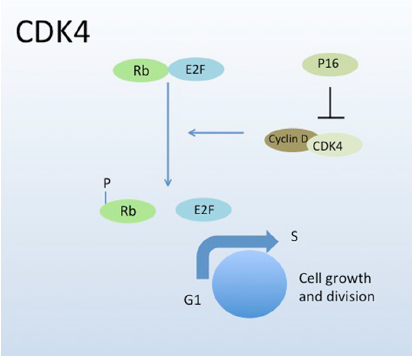 CDK4
Rb
E2F
P16
Cyclin D
CDK4
P
Rb
E2F
S
G1
Cell growth
and division